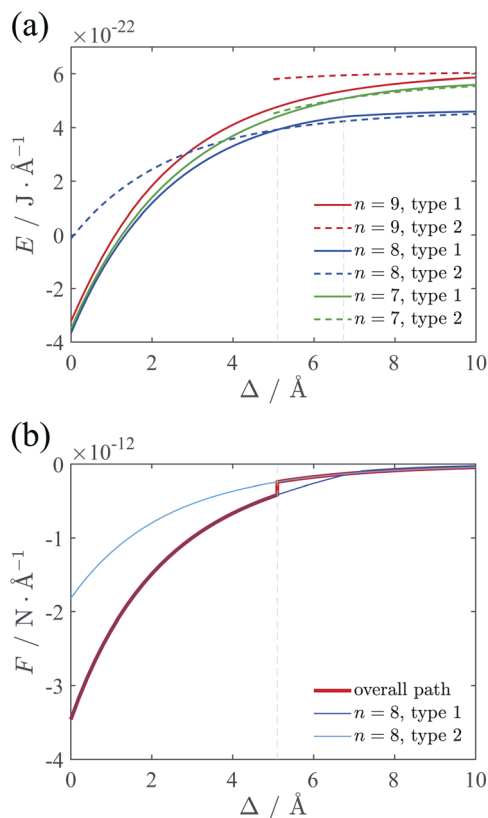 (a)
×10⁻²²
6
4
2
0
-2
-4
E / J · Å⁻¹
n = 9, type 1
n = 9, type 2
n = 8, type 1
n = 8, type 2
n = 7, type 1
n = 7, type 2
0 2 4 6 8 10
Δ / Å
(b)
×10⁻¹²
0
-1
-2
-3
-4
F / N · Å⁻¹
overall path
n = 8, type 1
n = 8, type 2
0 2 4 6 8 10
Δ / Å